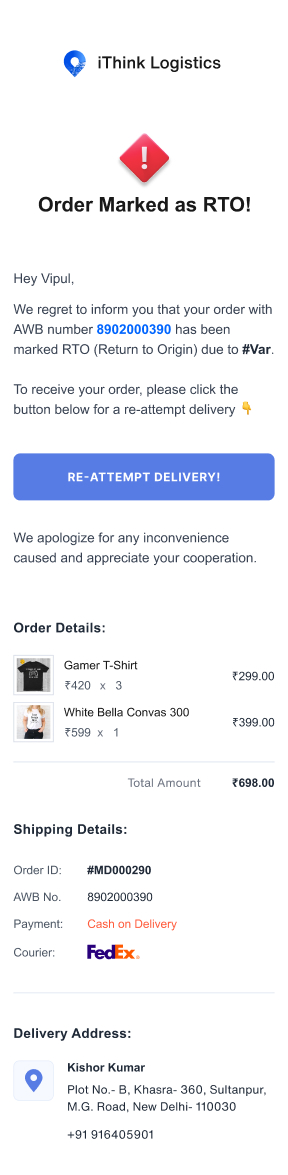 iThink Logistics
Order Marked as RTO!
Hey Vipul,
We regret to inform you that your order with
AWB number 8902000390 has been
marked RTO (Return to Origin) due to #Var.
To receive your order, please click the
button below for a re-attempt delivery 👇
RE-ATTEMPT DELIVERY!
We apologize for any inconvenience
caused and appreciate your cooperation.
Order Details:
Gamer T-Shirt
₹420 x 3
₹299.00
White Bella Convas 300
₹599 x 1
₹399.00
Total Amount ₹698.00
Shipping Details:
Order ID: #MD000290
AWB No. 8902000390
Payment: Cash on Delivery
Courier: FedEx
Delivery Address:
Kishor Kumar
Plot No.- B, Khasra- 360, Sultanpur,
M.G. Road, New Delhi- 110030
+91 916405901